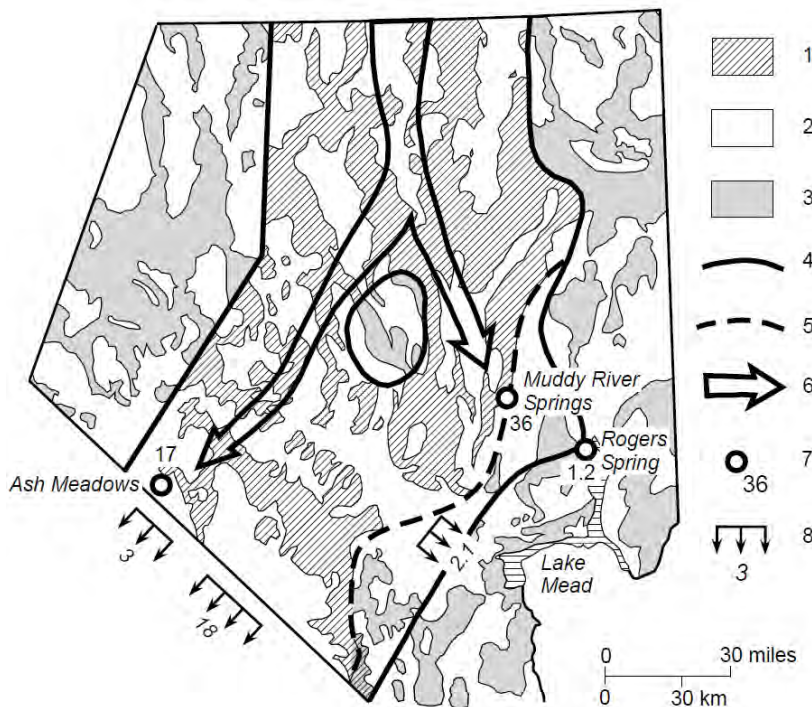 1
2
3
4
5
6
7
36
8
3
Muddy River
Springs
36
Rogers
Spring
1.2
17
Ash Meadows
3
18
2.1
Lake
Mead
0 30 miles
0 30 km